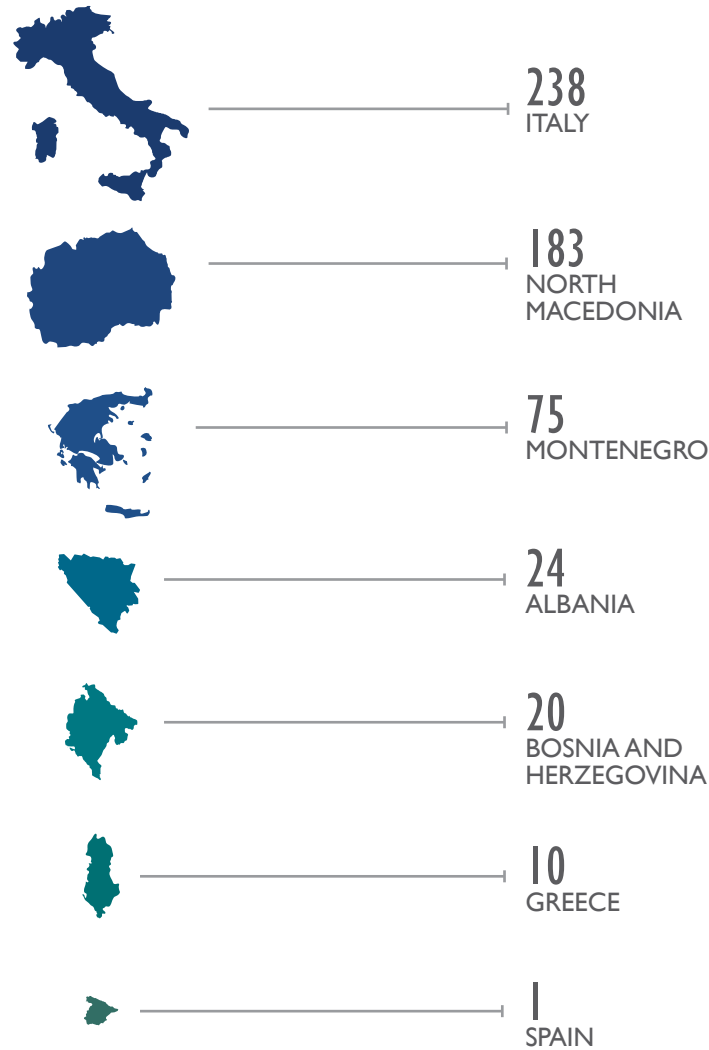 238
ITALY
183
NORTH
MACEDONIA
75
MONTENEGRO
24
ALBANIA
20
BOSNIA AND
HERZEGOVINA
10
GREECE
1
SPAIN